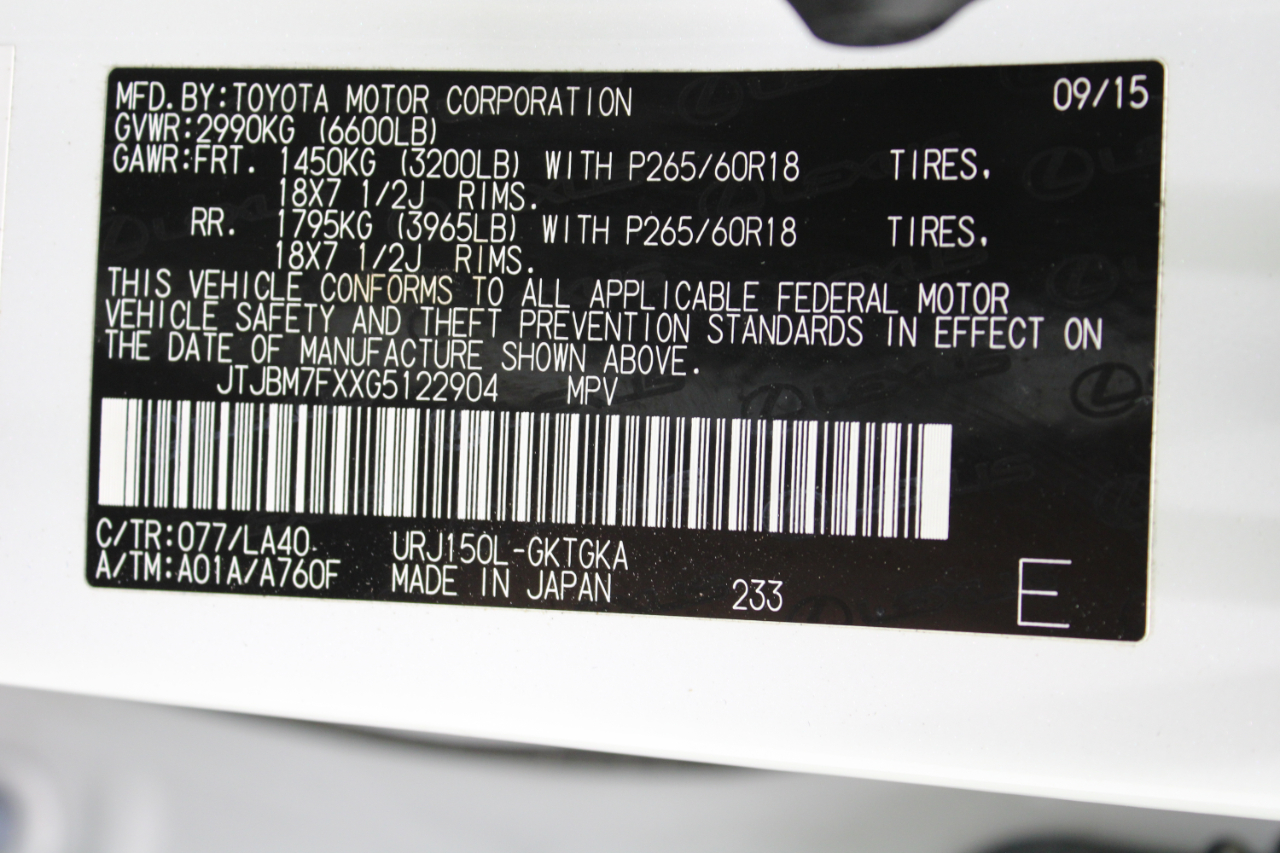 MFD. BY: TOYOTA MOTOR CORPORATION 09/15
GVWR: 2990KG (6600LB)
GAWR: FRT. 1450KG (3200LB) WITH P265/60R18 TIRES.
18X7 1/2J RIMS.
RR. 1795KG (3965LB) WITH P265/60R18 TIRES.
18X7 1/2J RIMS.
THIS VEHICLE CONFORMS TO ALL APPLICABLE FEDERAL MOTOR
VEHICLE SAFETY AND THEFT PREVENTION STANDARDS IN EFFECT ON
THE DATE OF MANUFACTURE SHOWN ABOVE.
JTJBM7FXXG5122904 MPV
C/TR: 077/LA40. URJ150L-GKTGKA
A/TM: A01A/A760F MADE IN JAPAN 233 E